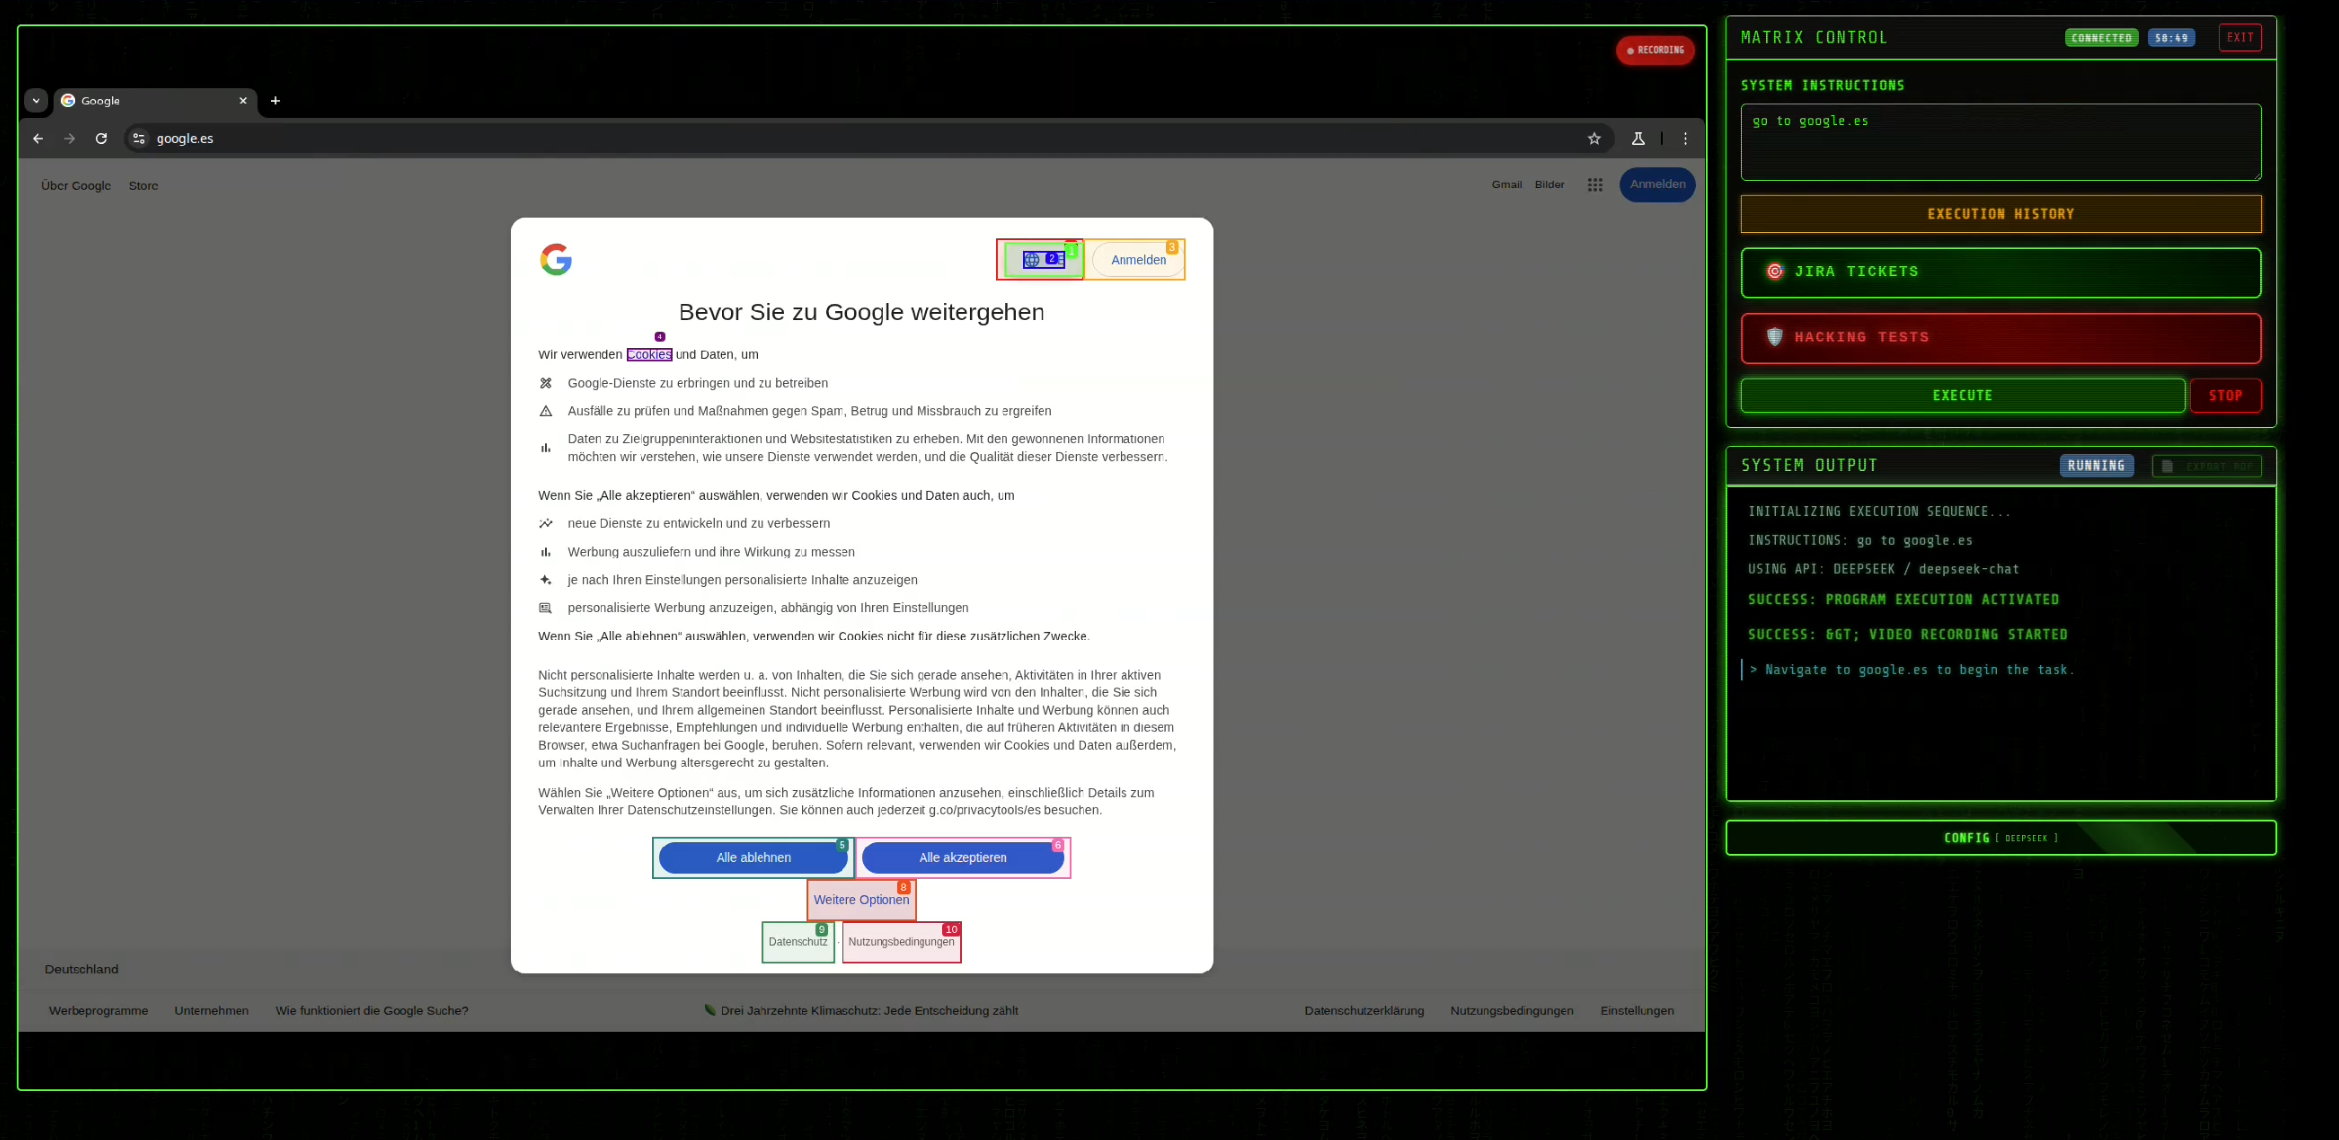 RECORDING
Google
google.es
Über Google Store
Gmail Bilder Anmelden
3
1
2
Anmelden
Bevor Sie zu Google weitergehen
4
Wir verwenden Cookies und Daten, um
Google-Dienste zu erbringen und zu betreiben
Ausfälle zu prüfen und Maßnahmen gegen Spam, Betrug und Missbrauch zu ergreifen
Daten zu Zielgruppeninteraktionen und Websitestatistiken zu erheben. Mit den gewonnenen Informationen
möchten wir verstehen, wie unsere Dienste verwendet werden, und die Qualität dieser Dienste verbessern.
Wenn Sie „Alle akzeptieren“ auswählen, verwenden wir Cookies und Daten auch, um
neue Dienste zu entwickeln und zu verbessern
Werbung auszuliefern und ihre Wirkung zu messen
je nach Ihren Einstellungen personalisierte Inhalte anzuzeigen
personalisierte Werbung anzuzeigen, abhängig von Ihren Einstellungen
Wenn Sie „Alle ablehnen“ auswählen, verwenden wir Cookies nicht für diese zusätzlichen Zwecke.
Nicht personalisierte Inhalte werden u. a. von Inhalten, die Sie sich gerade ansehen, Aktivitäten in Ihrer aktiven
Suchsitzung und Ihrem Standort beeinflusst. Nicht personalisierte Werbung wird von den Inhalten, die Sie sich
gerade ansehen, und Ihrem allgemeinen Standort beeinflusst. Personalisierte Inhalte und Werbung können auch
relevantere Ergebnisse, Empfehlungen und individuelle Werbung enthalten, die auf früheren Aktivitäten in diesem
Browser, etwa Suchanfragen bei Google, beruhen. Sofern relevant, verwenden wir Cookies und Daten außerdem,
um Inhalte und Werbung altersgerecht zu gestalten.
Wählen Sie „Weitere Optionen“ aus, um sich zusätzliche Informationen anzusehen, einschließlich Details zum
Verwalten Ihrer Datenschutzeinstellungen. Sie können auch jederzeit g.co/privacytools/es besuchen.
5 6
Alle ablehnen Alle akzeptieren
8
Weitere Optionen
9 10
Datenschutz · Nutzungsbedingungen
Deutschland
Werbeprogramme Unternehmen Wie funktioniert die Google Suche? Drei Jahrzehnte Klimaschutz: Jede Entscheidung zählt Datenschutzerklärung Nutzungsbedingungen Einstellungen
MATRIX CONTROL CONNECTED 58:49 EXIT
SYSTEM INSTRUCTIONS
go to google.es
EXECUTION HISTORY
JIRA TICKETS
HACKING TESTS
EXECUTE STOP
SYSTEM OUTPUT RUNNING EXPORT PDF
INITIALIZING EXECUTION SEQUENCE...
INSTRUCTIONS: go to google.es
USING API: DEEPSEEK / deepseek-chat
SUCCESS: PROGRAM EXECUTION ACTIVATED
SUCCESS: &GT; VIDEO RECORDING STARTED
> Navigate to google.es to begin the task.
CONFIG [ DEEPSEEK ]